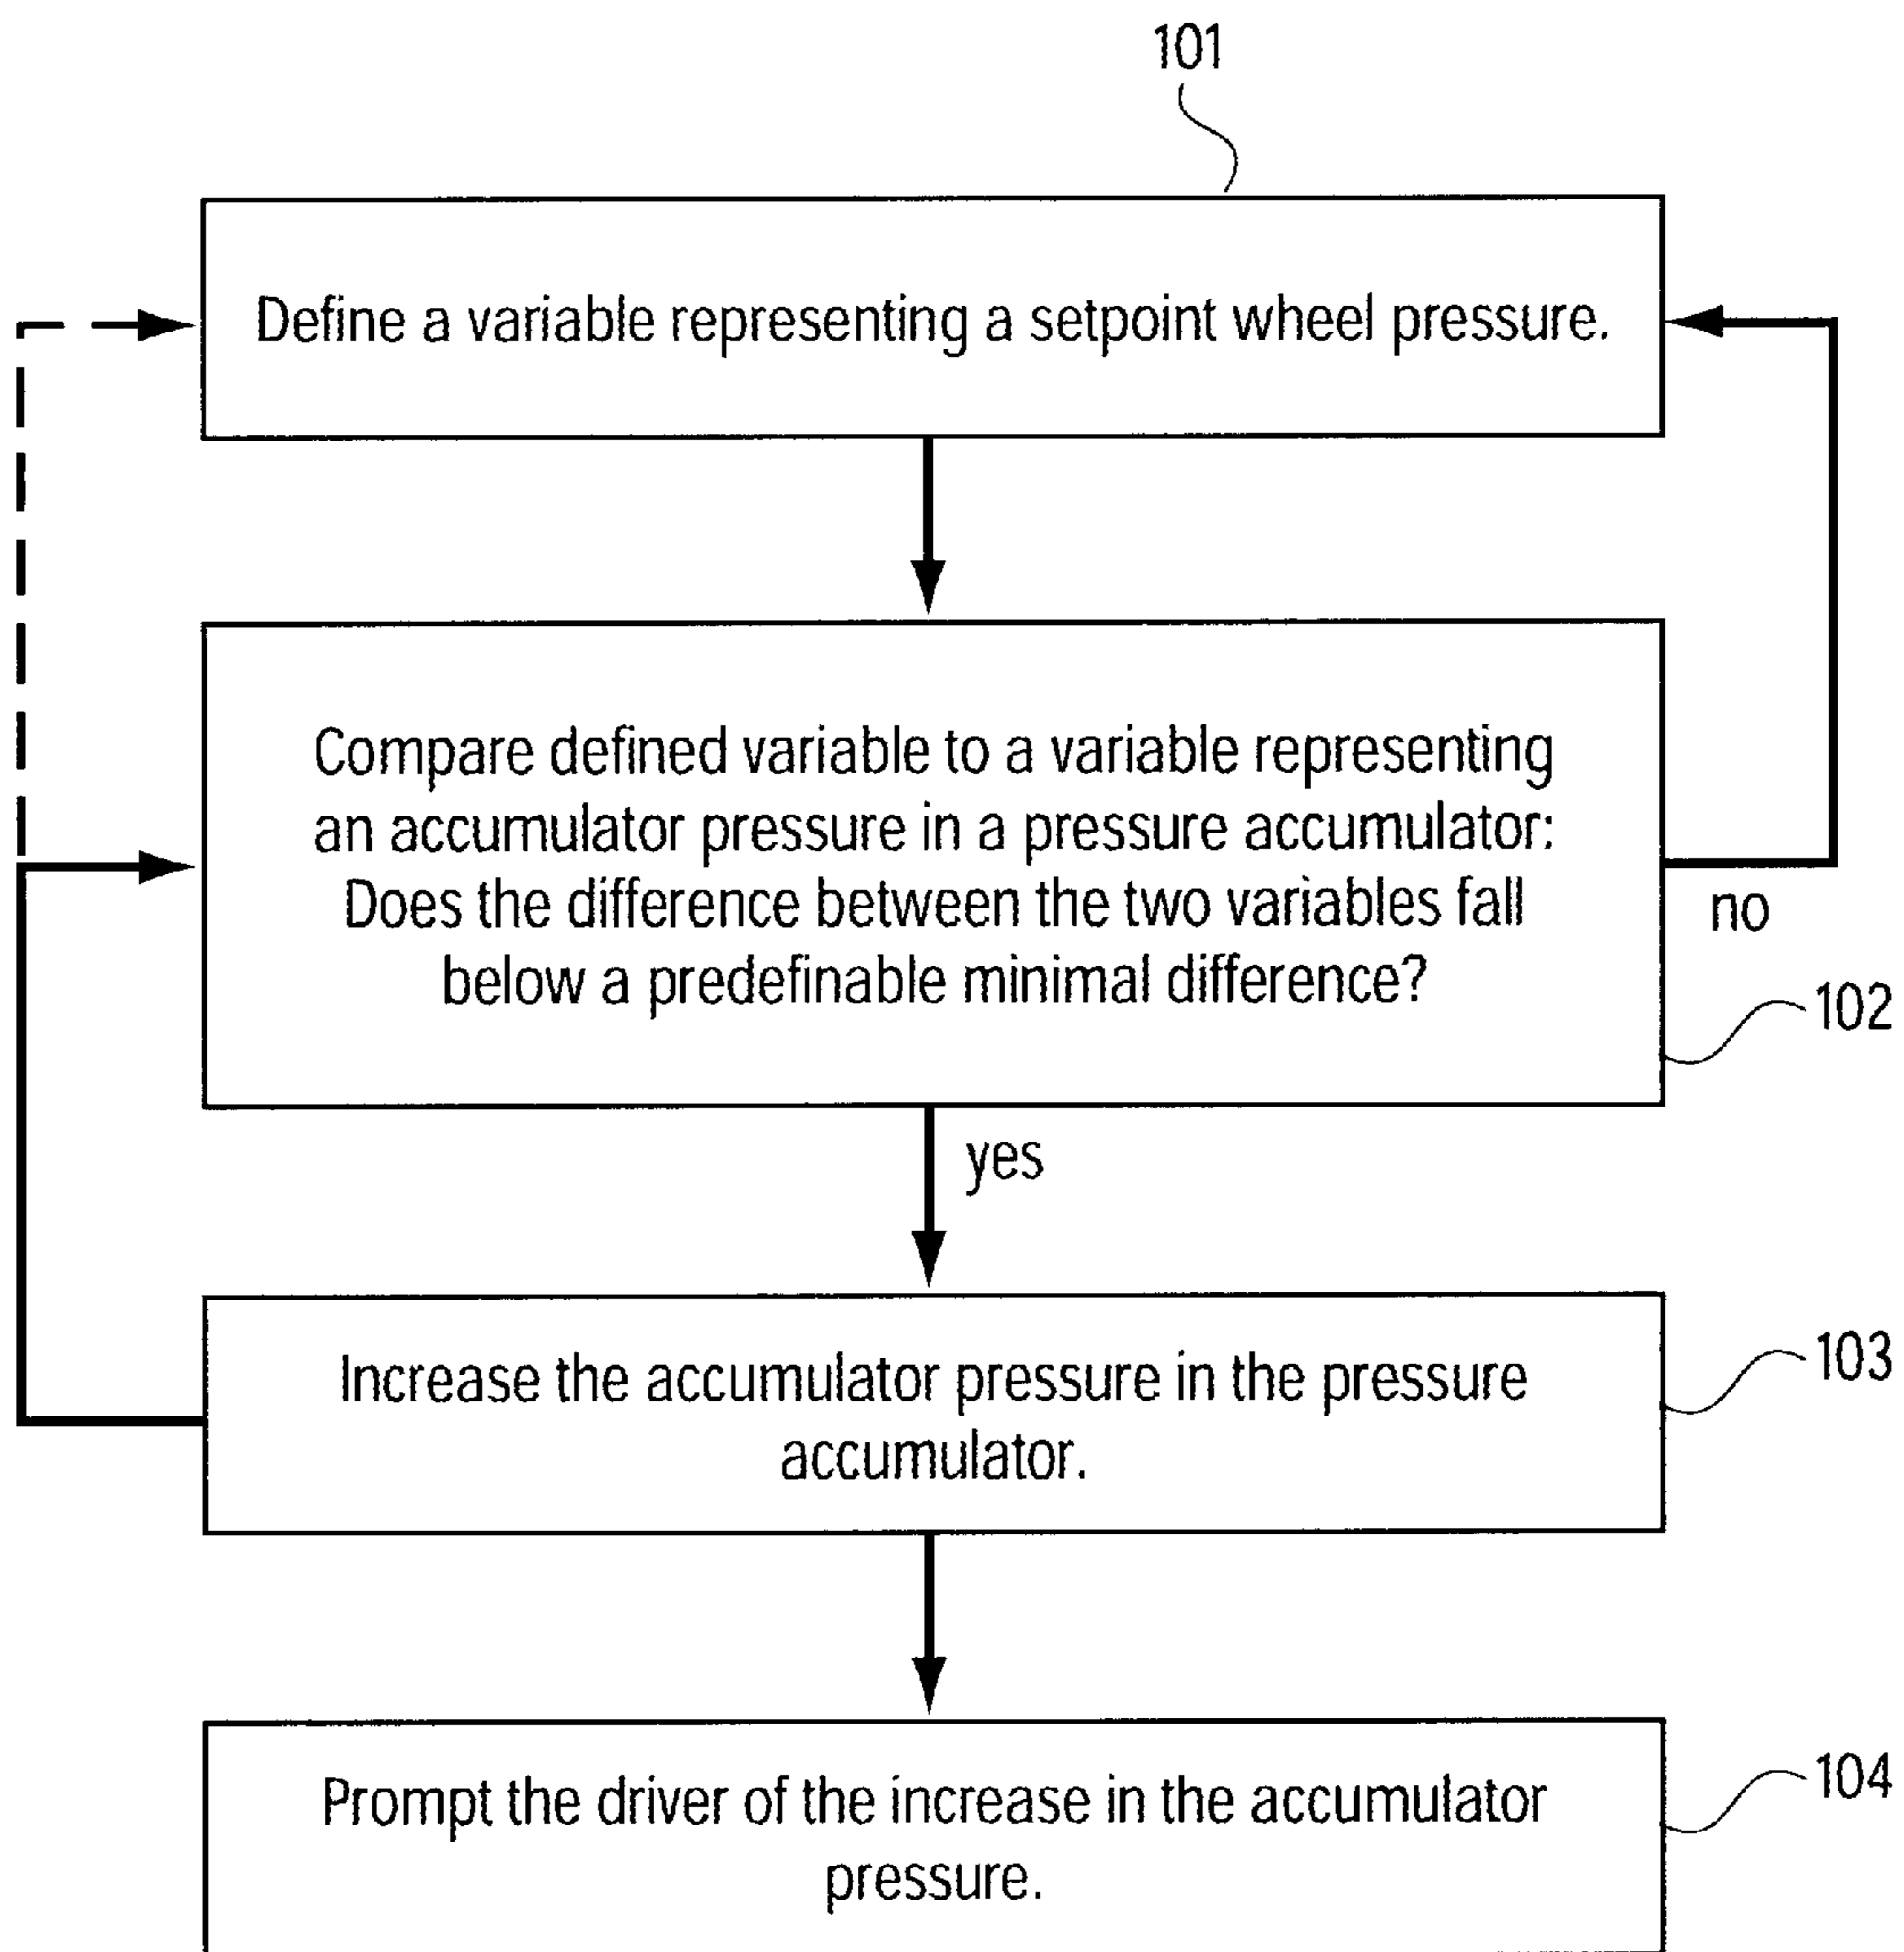 101
Define a variable representing a setpoint wheel pressure.
Compare defined variable to a variable representing
an accumulator pressure in a pressure accumulator:
Does the difference between the two variables fall
below a predefinable minimal difference?
no
102
yes
Increase the accumulator pressure in the pressure
accumulator.
103
Prompt the driver of the increase in the accumulator
pressure.
104